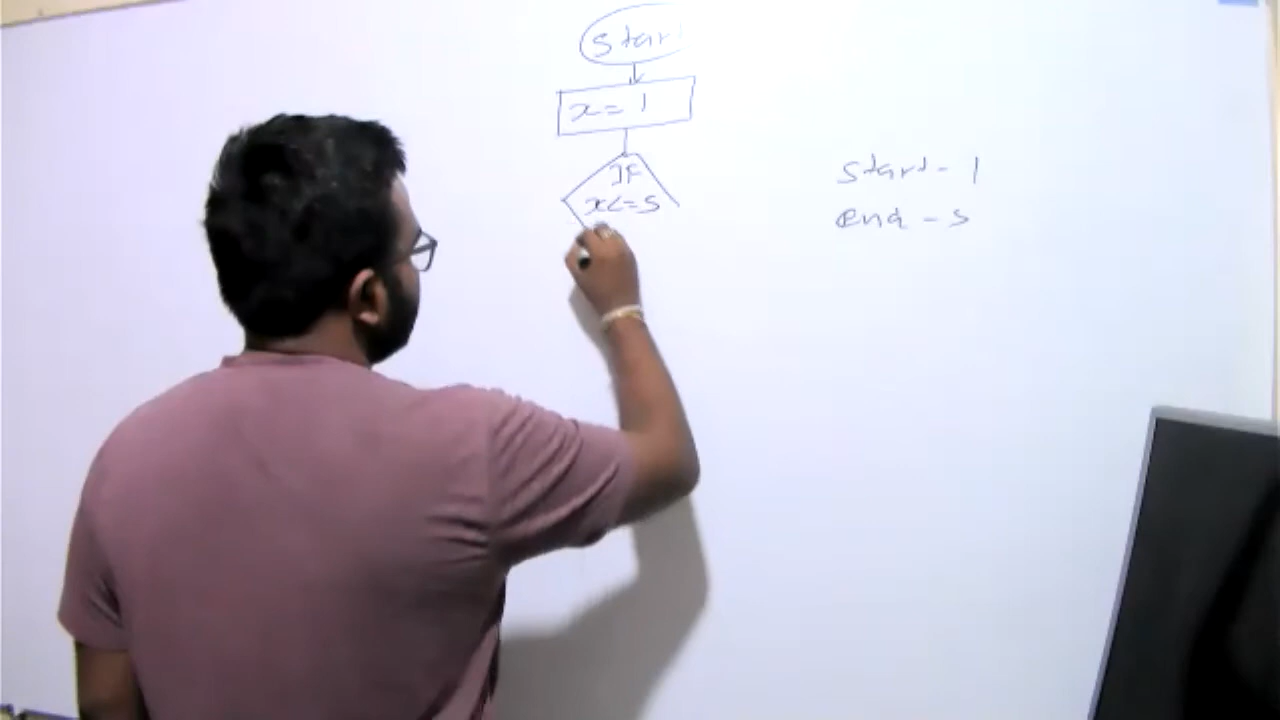 Start
x = 1
If
x<=5
start - 1
end - 5